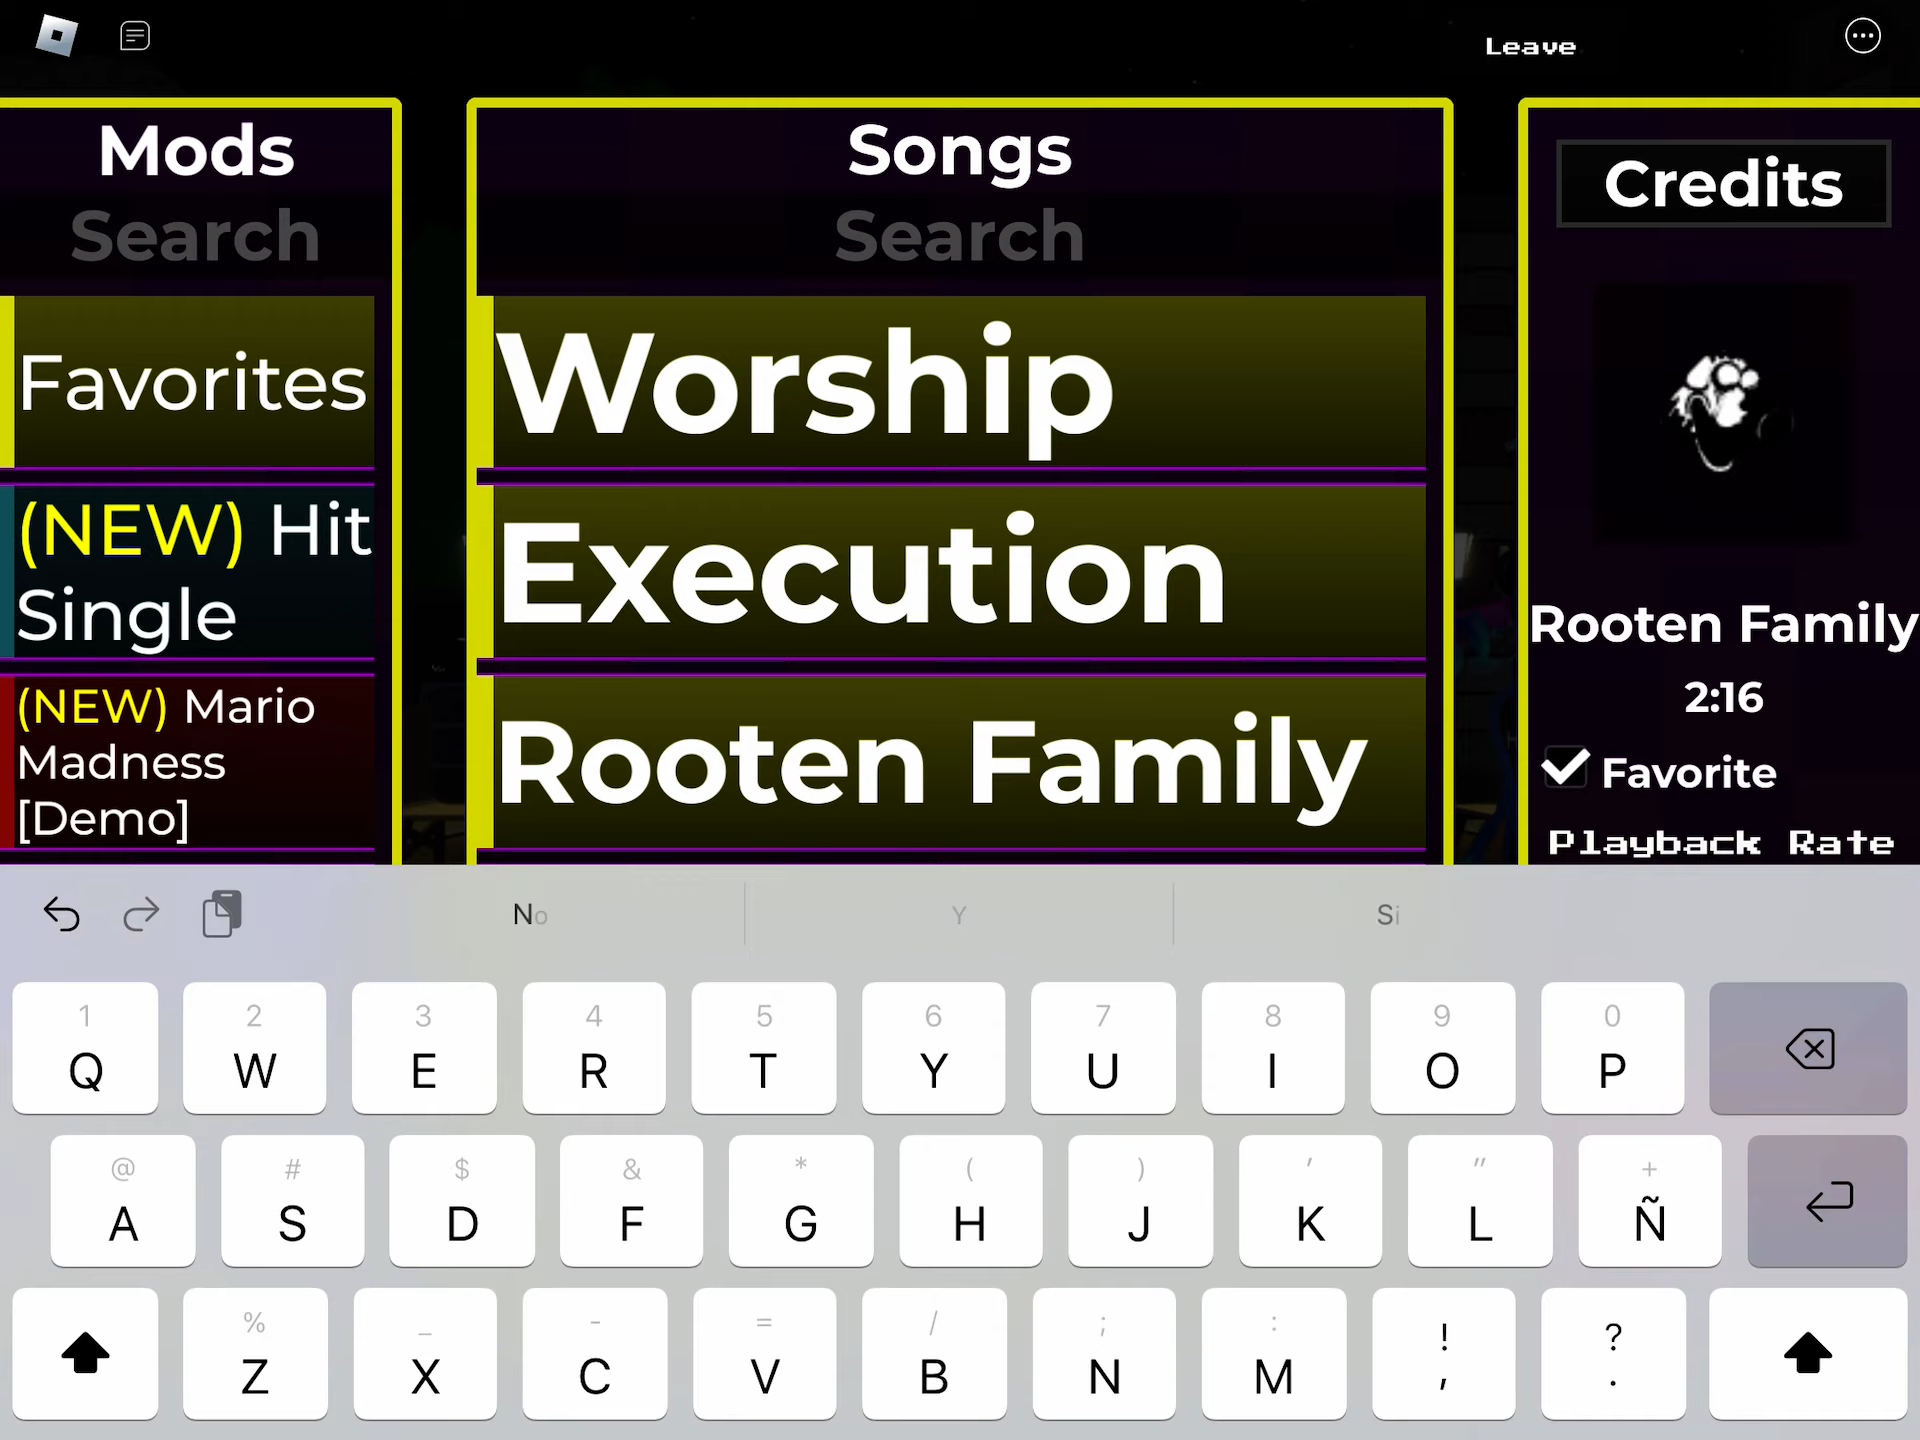 Leave
Mods
Search
Favorites
(NEW) Hit
Single
(NEW) Mario
Madness
[Demo]
Songs
Search
Worship
Execution
Rooten Family
Credits
Rooten Family
2:16
Favorite
Playback Rate
No Y Si
1 2 3 4 5 6 7 8 9 0
Q W E R T Y U I O P
@ # $ & * ( ) ' " +
A S D F G H J K L Ñ
% _ - = / ; : ! ?
Z X C V B N M , .